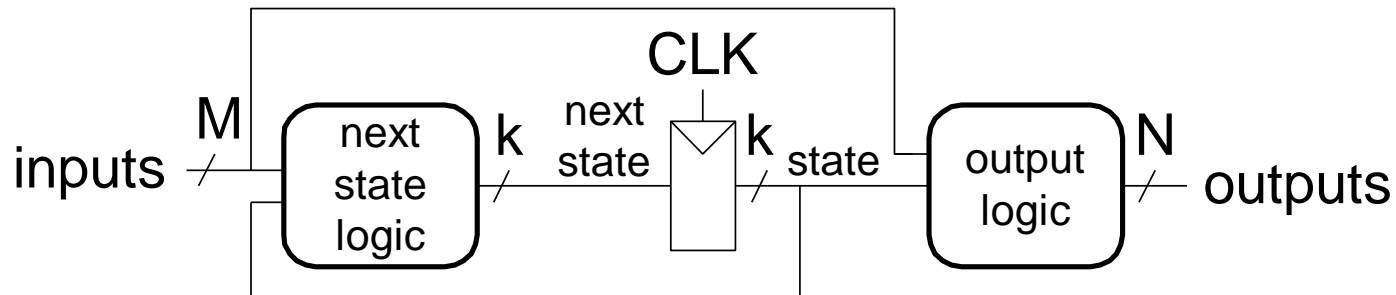 CLK
inputs
M
next
state
logic
k
next
state
k
state
output
logic
N
outputs